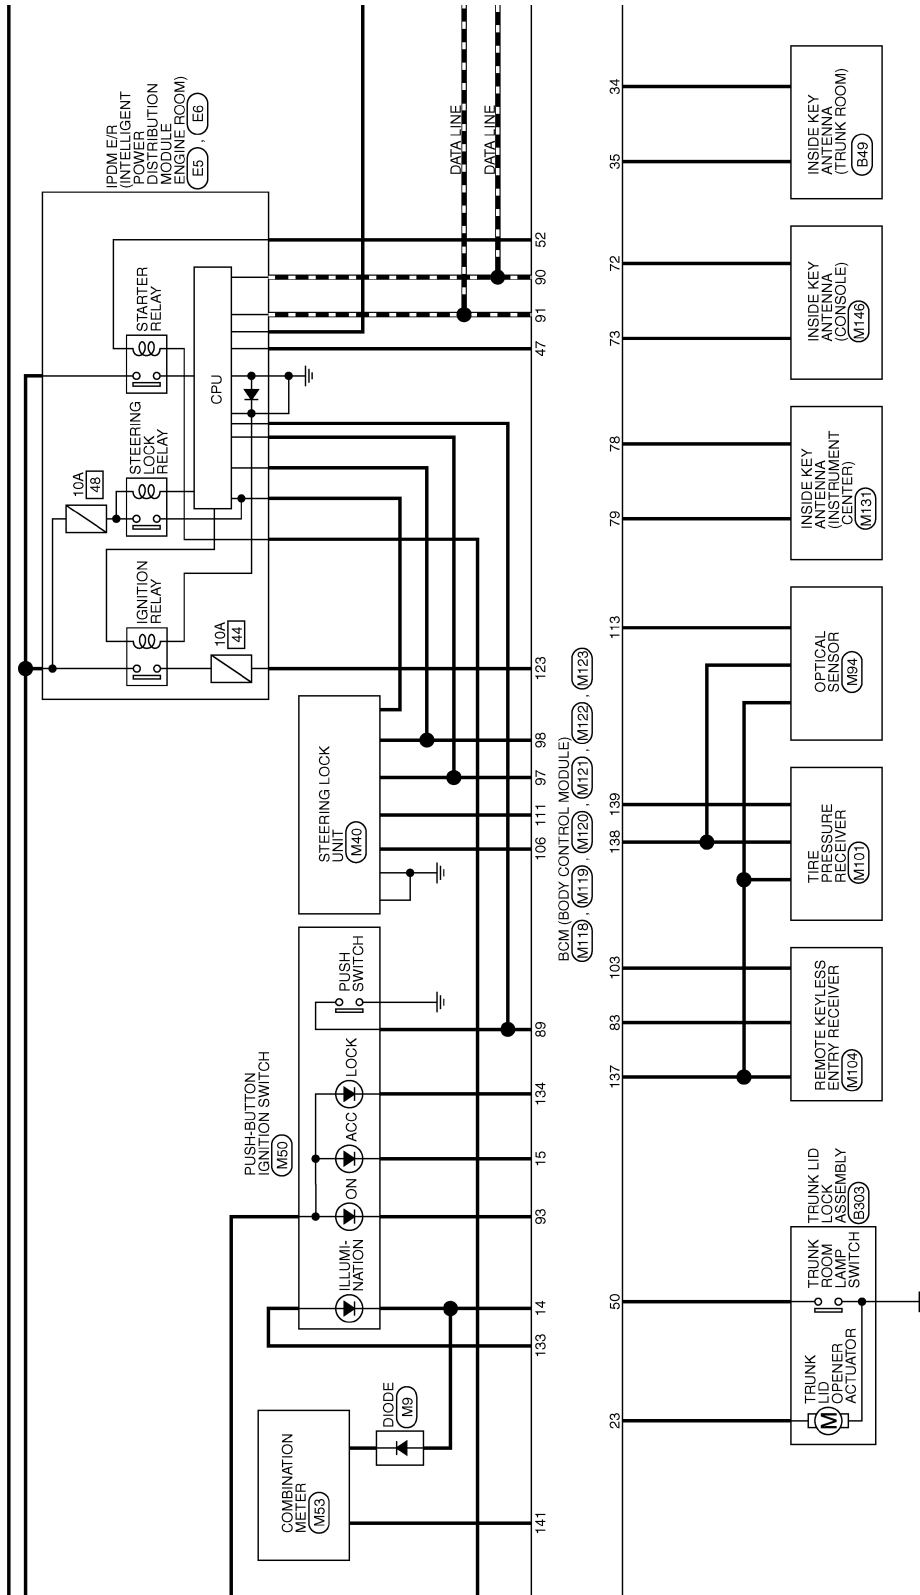 IPDM E/R
(INTELLIGENT
POWER
DISTRIBUTION
MODULE
ENGINE ROOM)
E5 , E6
DATA LINE
DATA LINE
STARTER
RELAY
CPU
STEERING
LOCK
RELAY
10A
48
IGNITION
RELAY
10A
44
52
90
91
47
123
98
97
111
106
89
134
15
93
14
133
141
STEERING LOCK
UNIT
M40
PUSH-BUTTON
IGNITION SWITCH
M50
PUSH
SWITCH
LOCK
ACC
ON
ILLUMI-
NATION
DIODE
M9
COMBINATION
METER
M53
BCM (BODY CONTROL MODULE)
M118 , M119 , M120 , M121 , M122 , M123
34
35
72
73
78
79
113
139
138
103
83
137
50
23
INSIDE KEY
ANTENNA
(TRUNK ROOM)
B49
INSIDE KEY
ANTENNA
(CONSOLE)
M146
INSIDE KEY
ANTENNA
(INSTRUMENT
CENTER)
M131
OPTICAL
SENSOR
M94
TIRE
PRESSURE
RECEIVER
M101
REMOTE KEYLESS
ENTRY RECEIVER
M104
TRUNK LID
LOCK
ASSEMBLY
B303
TRUNK
ROOM
LAMP
SWITCH
TRUNK
LID
OPENER
ACTUATOR
M